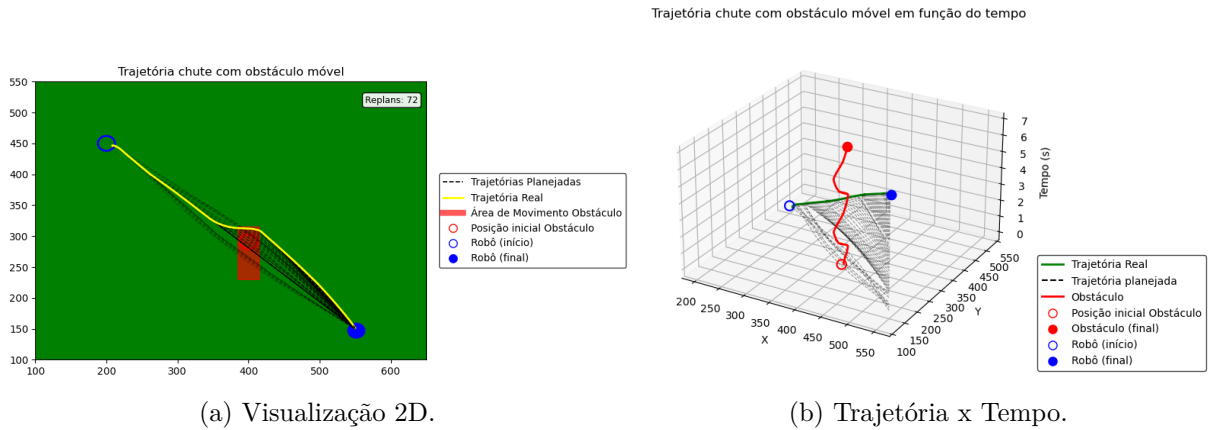 Trajetória chute com obstáculo móvel
Replans: 72
550
500
450
400
350
300
250
200
150
100
100 200 300 400 500 600
Trajetórias Planejadas
Trajetória Real
Área de Movimento Obstáculo
Posição inicial Obstáculo
Robô (início)
Robô (final)
(a) Visualização 2D.
Trajetória chute com obstáculo móvel em função do tempo
7
6
5
4
3
2
1
0
Tempo (s)
200 250 300 350 400 450 500 550
X
100 150 200 250 300 350 400 450 500 550
Y
Trajetória Real
Trajetória planejada
Obstáculo
Posição inicial Obstáculo
Obstáculo (final)
Robô (início)
Robô (final)
(b) Trajetória x Tempo.